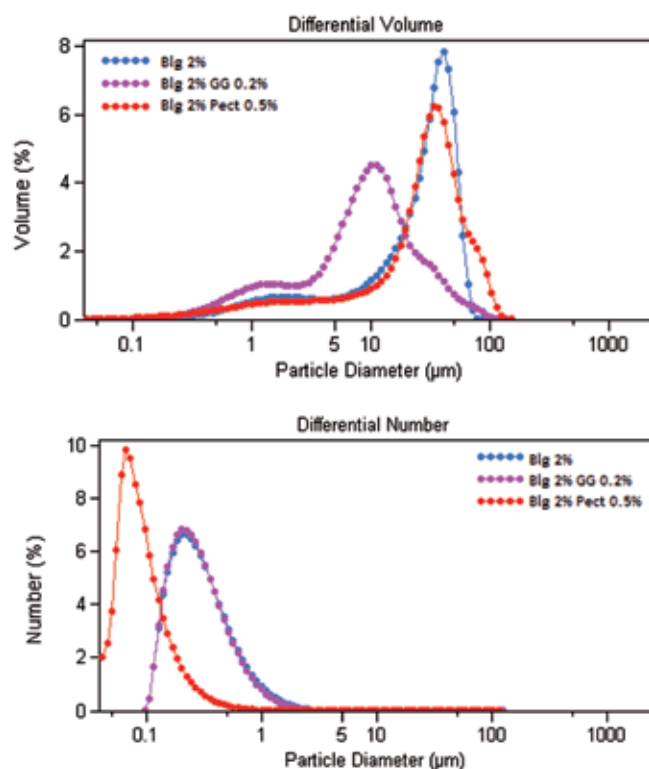 Differential Volume
8
6
4
2
0
Volume (%)
Blg 2%
Blg 2% GG 0.2%
Blg 2% Pect 0.5%
0.1 1 5 10 100 1000
Particle Diameter (µm)
Differential Number
10
8
6
4
2
0
Number (%)
Blg 2%
Blg 2% GG 0.2%
Blg 2% Pect 0.5%
0.1 1 5 10 100 1000
Particle Diameter (µm)